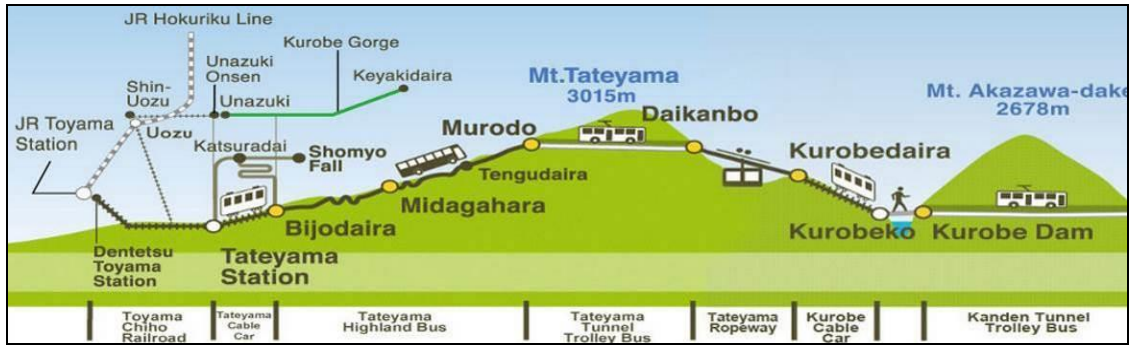 JR Hokuriku Line
Kurobe Gorge
Unazuki
Onsen
Keyakidaira
Shin-
Uozu
Unazuki
Uozu
JR Toyama
Station
Katsuradai
Shomyo
Fall
Mt.Tateyama
3015m
Mt. Akazawa-dake
2678m
Murodo
Daikanbo
Tengudaira
Midagahara
Bijodaira
Kurobedaira
Kurobeko
Kurobe Dam
Dentetsu
Toyama
Station
Tateyama
Station
Toyama
Chiho
Railroad
Tateyama
Cable
Car
Tateyama
Highland Bus
Tateyama
Tunnel
Trolley Bus
Tateyama
Ropeway
Kurobe
Cable
Car
Kanden Tunnel
Trolley Bus